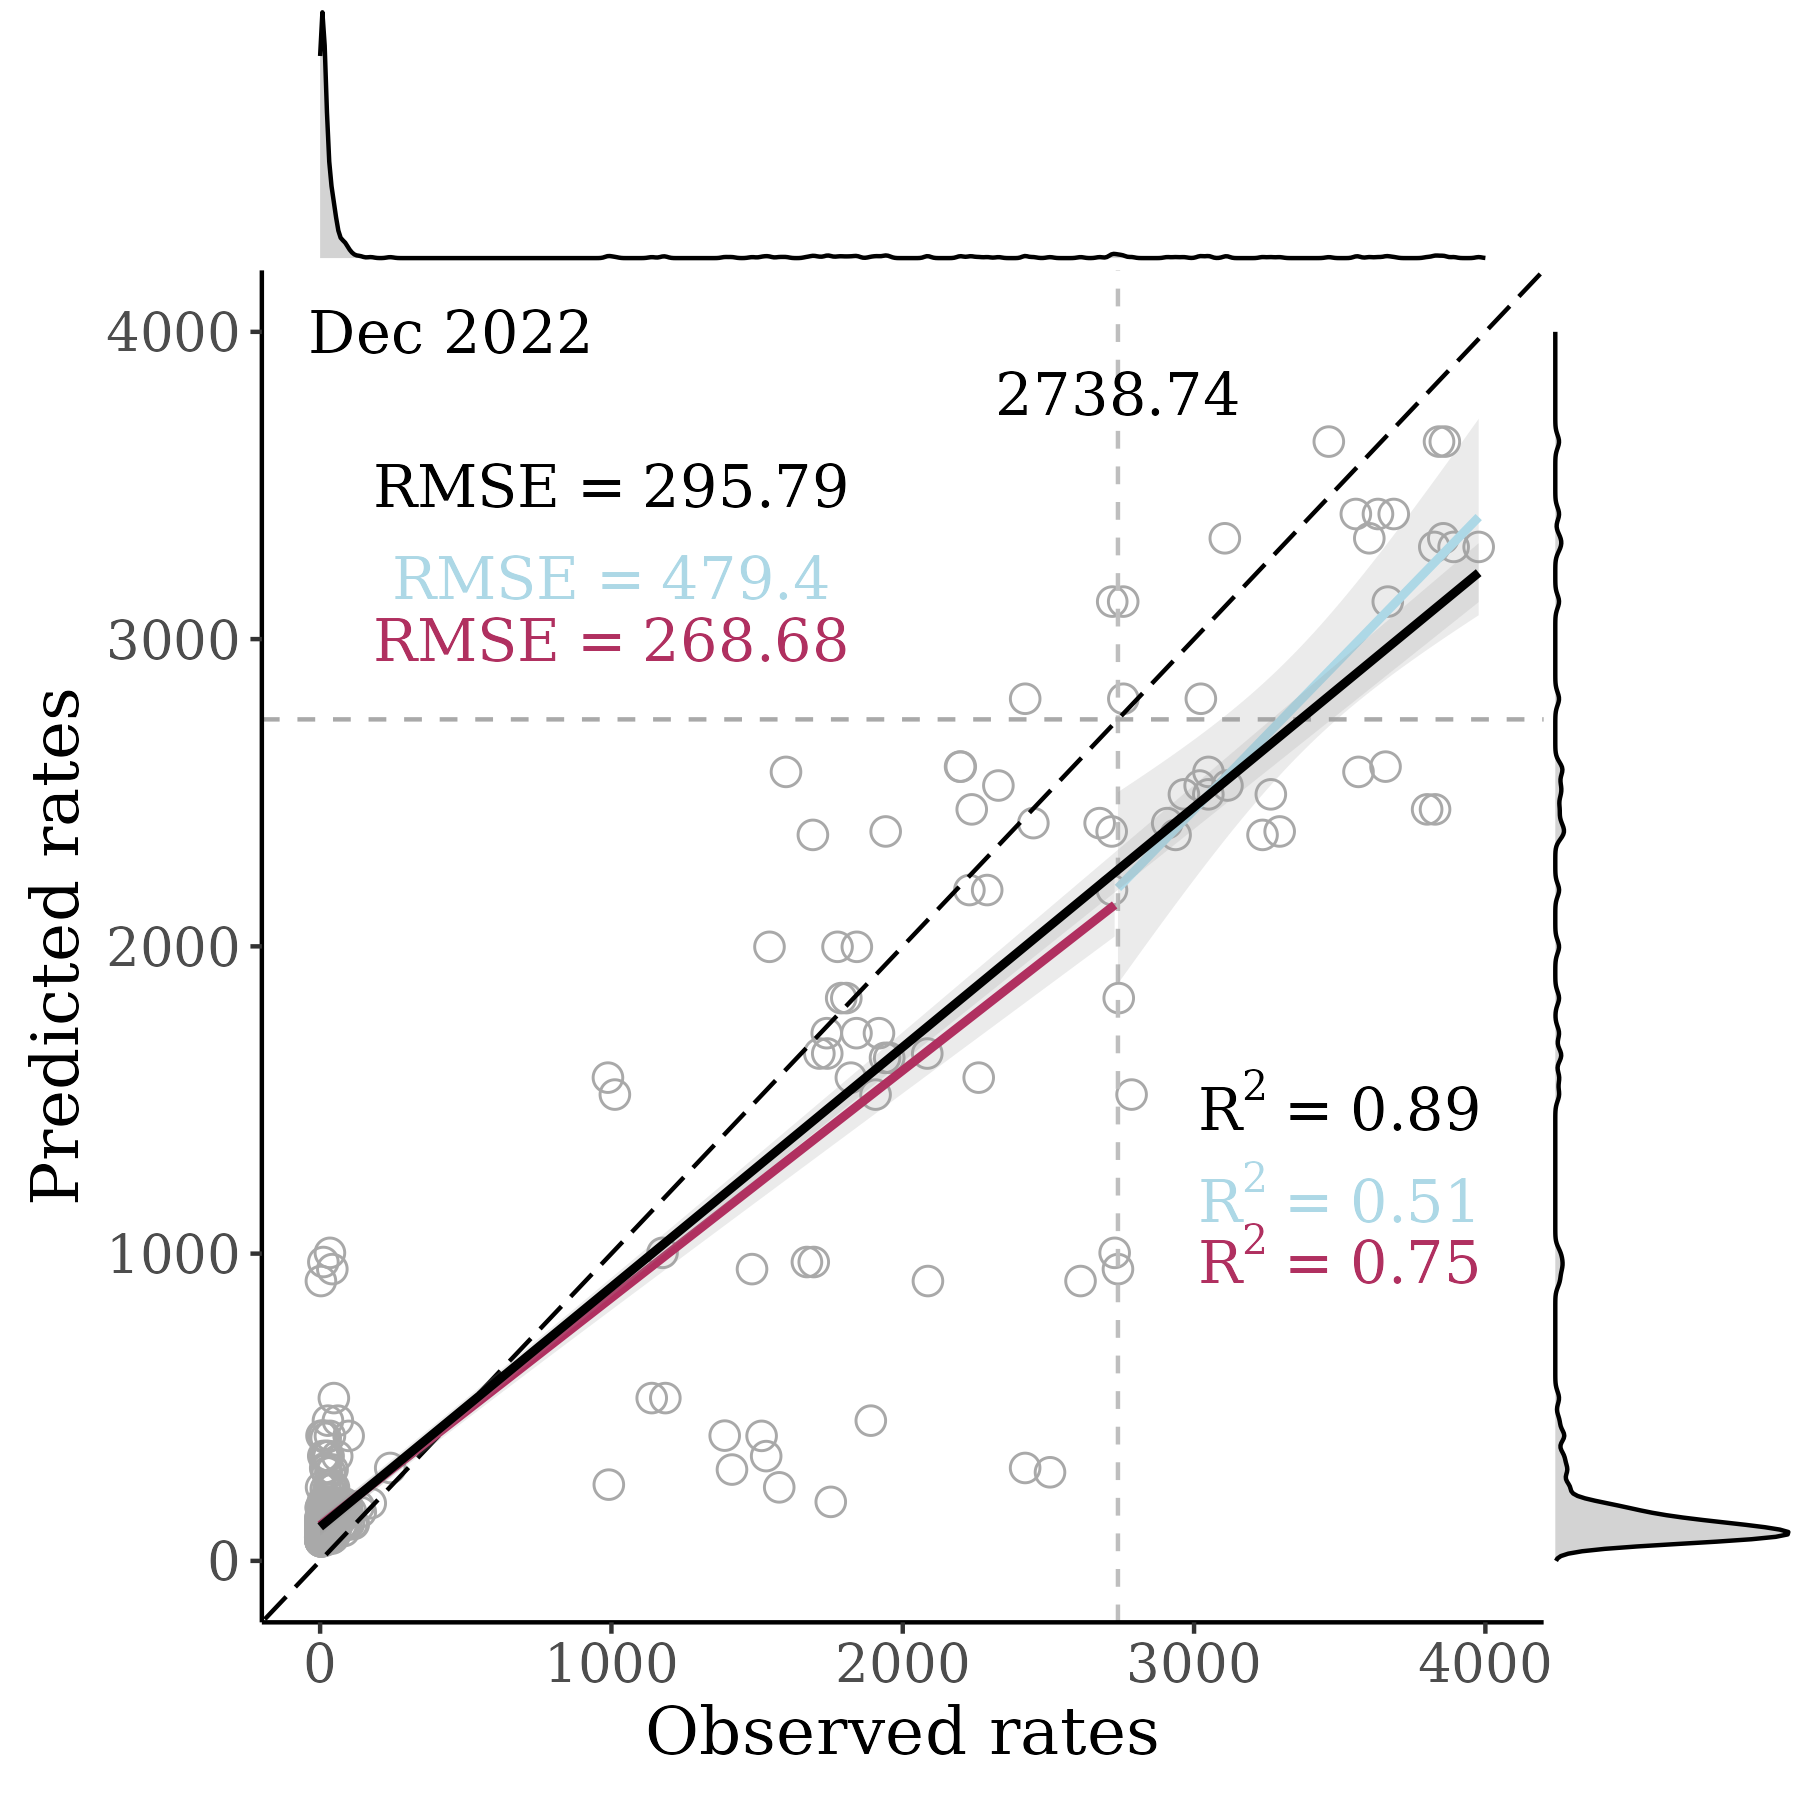 Dec 2022
2738.74
RMSE = 295.79
RMSE = 479.4
RMSE = 268.68
R² = 0.89
R² = 0.51
R² = 0.75
4000
3000
2000
1000
0
Predicted rates
0 1000 2000 3000 4000
Observed rates